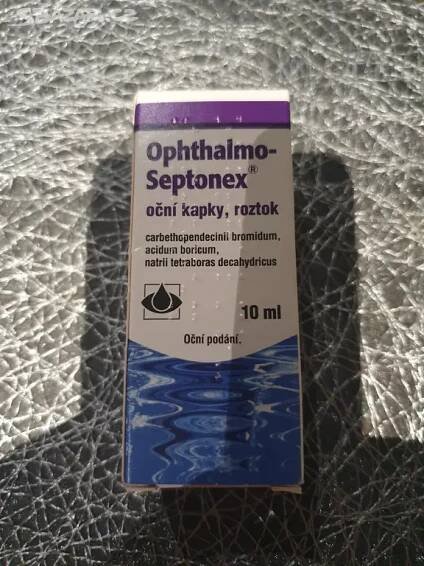 Ophthalmo-
Septonex®
oční kapky, roztok
carbethopendecinii bromidum,
acidum boricum,
natrii tetraboras decahydricus
10 ml
Oční podání.